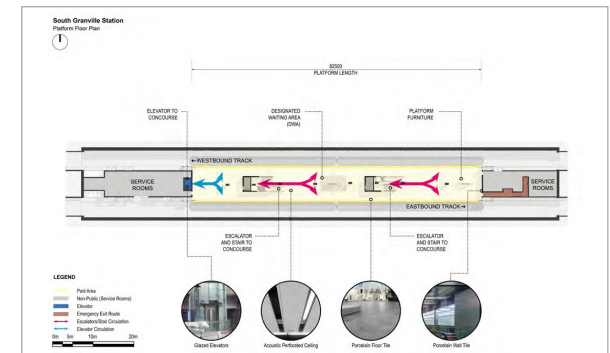 South Granville Station
Platform Floor Plan
82500
PLATFORM LENGTH
ELEVATOR TO
CONCOURSE
DESIGNATED
WAITING AREA
(DWA)
PLATFORM
FURNITURE
WESTBOUND TRACK
SERVICE
ROOMS
SERVICE
ROOMS
EASTBOUND TRACK
ESCALATOR
AND STAIR TO
CONCOURSE
ESCALATOR
AND STAIR TO
CONCOURSE
LEGEND
Paid Area
Non-Public (Service Rooms)
Elevator
Emergency Exit Route
Escalators/Stair Circulation
Elevator Circulation
0m 5m 10m 20m
Glazed Elevators
Acoustic Perforated Ceiling
Porcelain Floor Tile
Porcelain Wall Tile